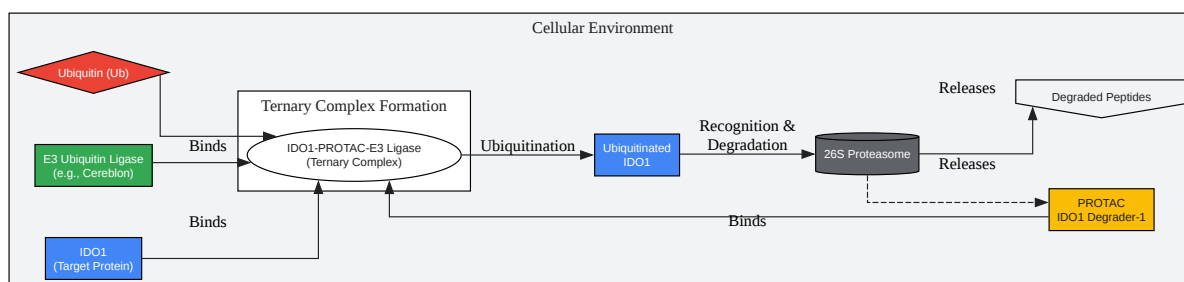 Cellular Environment
Ubiquitin (Ub)
Ternary Complex Formation
Releases
Degraded Peptides
E3 Ubiquitin Ligase
(e.g., Cereblon)
Binds
IDO1-PROTAC-E3 Ligase
(Ternary Complex)
Ubiquitination
Ubiquitinated
IDO1
Recognition &
Degradation
26S Proteasome
Releases
Binds
Binds
PROTAC
IDO1 Degrader-1
IDO1
(Target Protein)